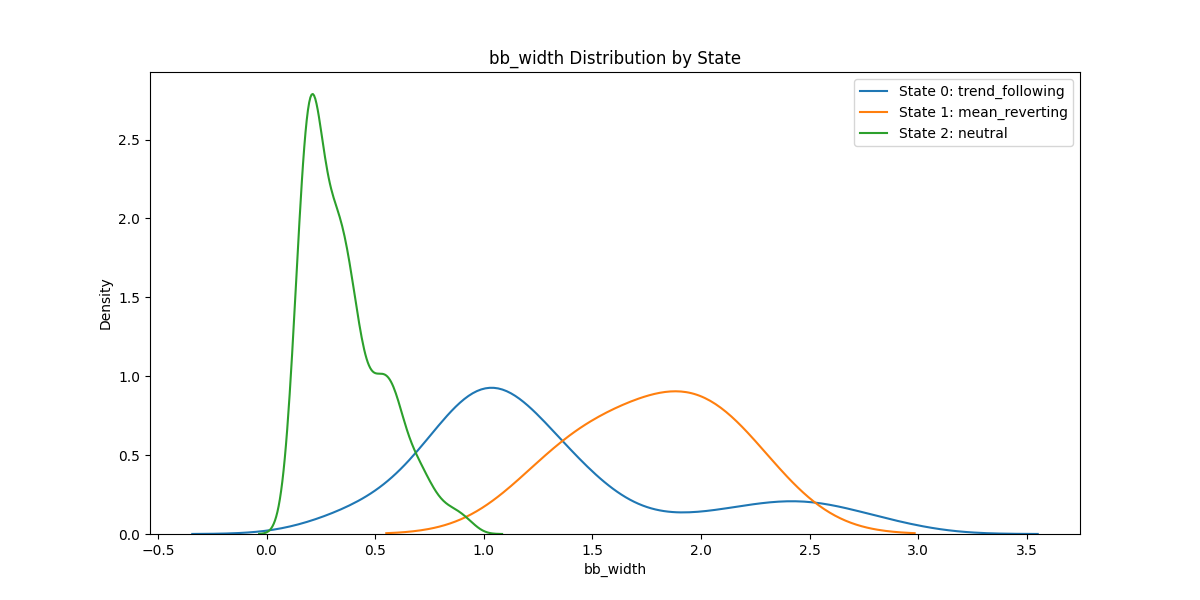 bb_width Distribution by State
State 0: trend_following
State 1: mean_reverting
State 2: neutral
Density
2.5
2.0
1.5
1.0
0.5
0.0
−0.5 0.0 0.5 1.0 1.5 2.0 2.5 3.0 3.5
bb_width